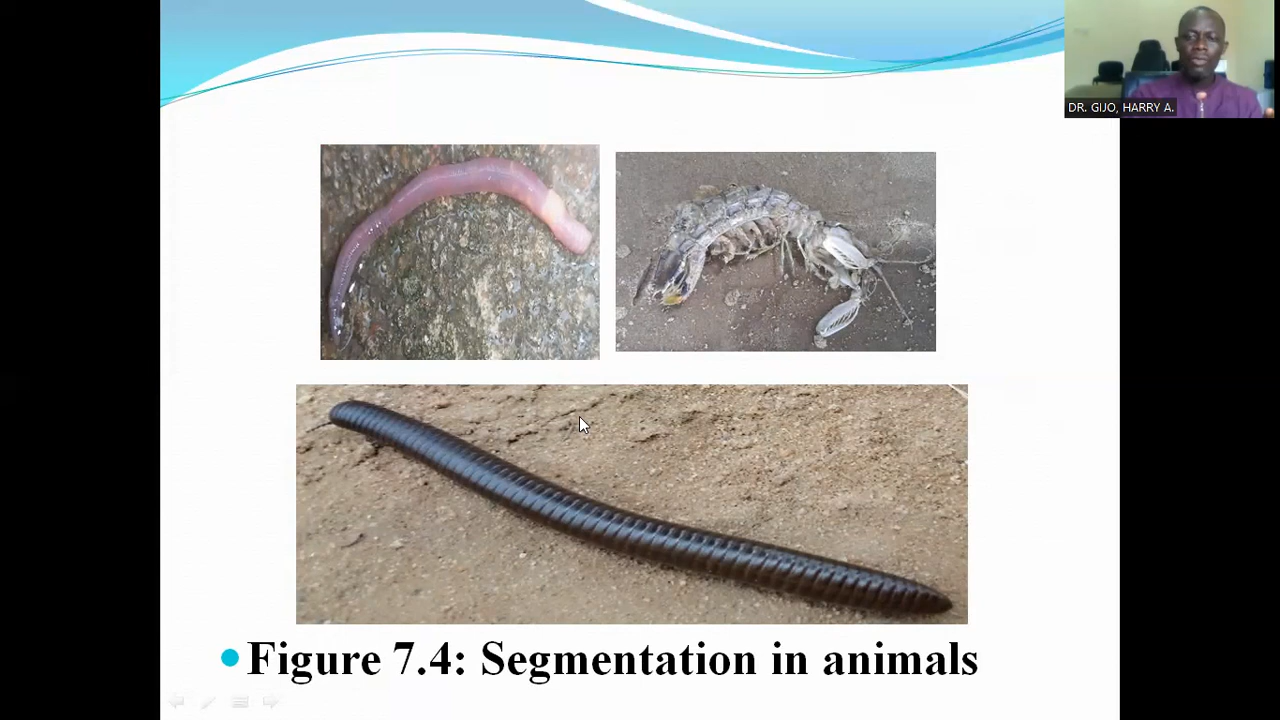 DR. GIJO, HARRY A.
Figure 7.4: Segmentation in animals